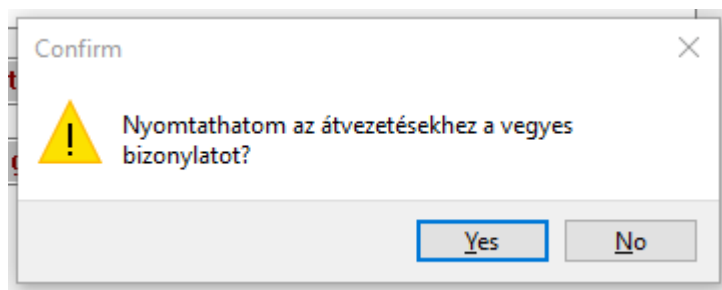 Confirm
Nyomtathatom az átvezetésekhez a vegyes
bizonylatot?
Yes
No